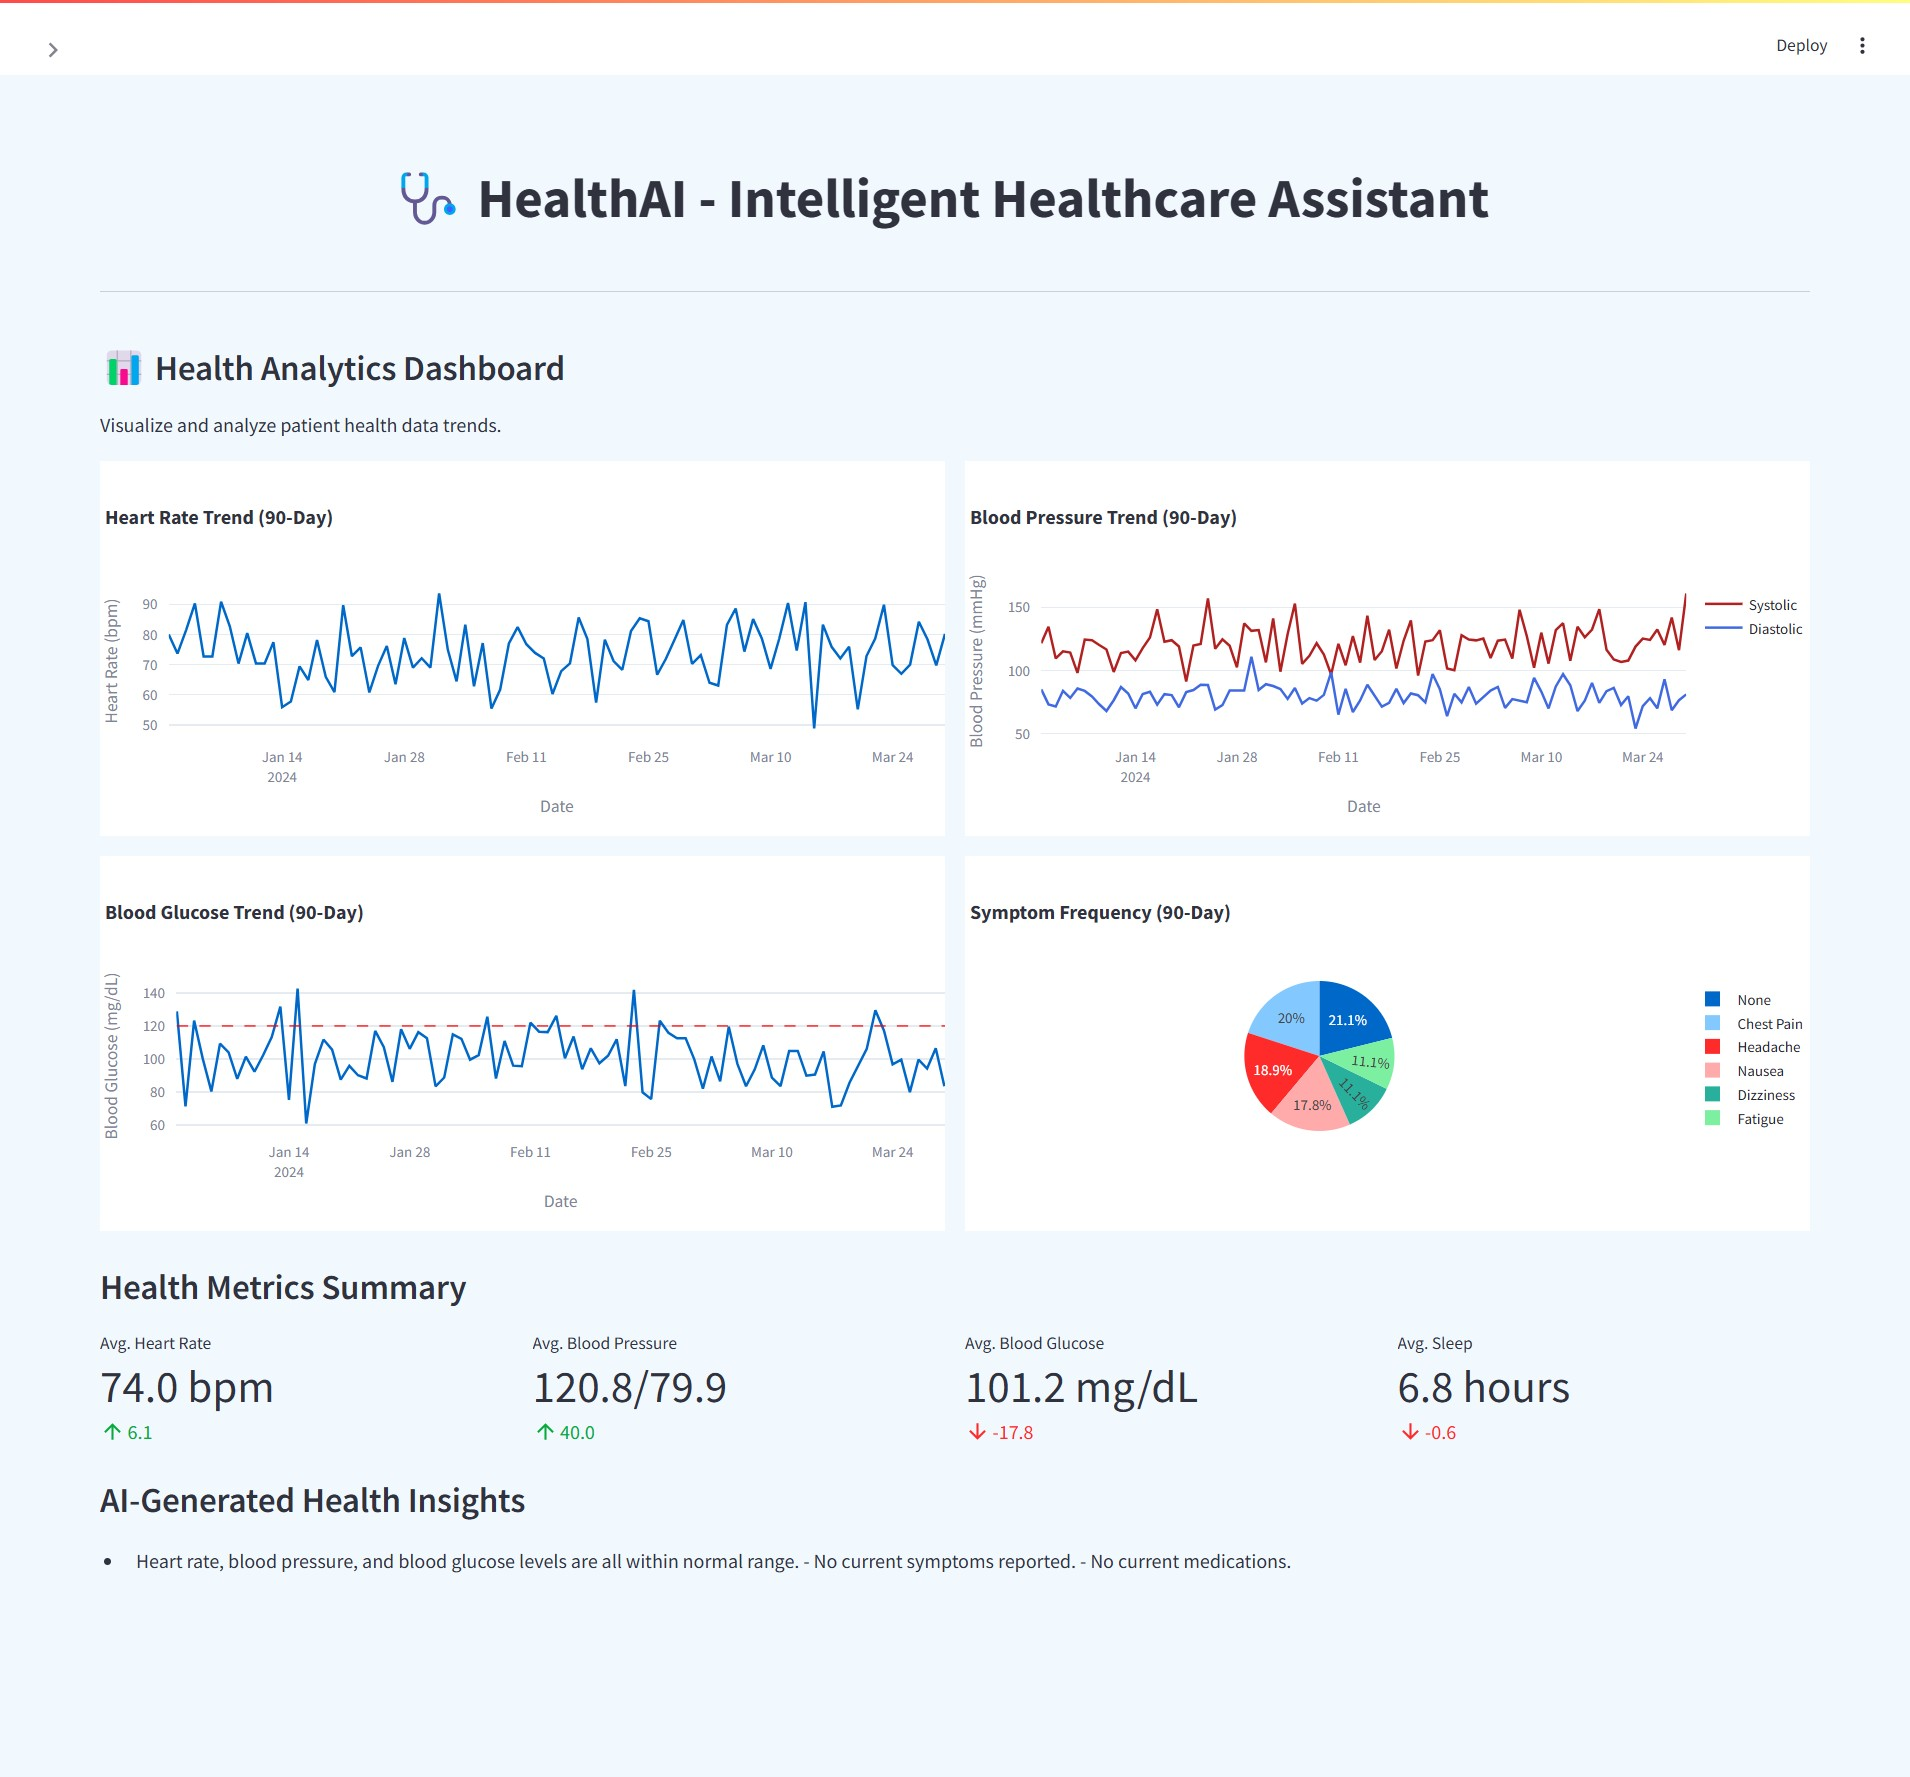 Deploy
HealthAI - Intelligent Healthcare Assistant
Health Analytics Dashboard
Visualize and analyze patient health data trends.
Heart Rate Trend (90-Day)
Heart Rate (bpm)
90
80
70
60
50
Jan 14
2024
Jan 28
Feb 11
Feb 25
Mar 10
Mar 24
Date
Blood Pressure Trend (90-Day)
Blood Pressure (mmHg)
150
100
50
Jan 14
2024
Jan 28
Feb 11
Feb 25
Mar 10
Mar 24
Date
Systolic
Diastolic
Blood Glucose Trend (90-Day)
Blood Glucose (mg/dL)
140
120
100
80
60
Jan 14
2024
Jan 28
Feb 11
Feb 25
Mar 10
Mar 24
Date
Symptom Frequency (90-Day)
20%
21.1%
11.1%
11.1%
17.8%
18.9%
None
Chest Pain
Headache
Nausea
Dizziness
Fatigue
Health Metrics Summary
Avg. Heart Rate
74.0 bpm
↑ 6.1
Avg. Blood Pressure
120.8/79.9
↑ 40.0
Avg. Blood Glucose
101.2 mg/dL
↓ -17.8
Avg. Sleep
6.8 hours
↓ -0.6
AI-Generated Health Insights
• Heart rate, blood pressure, and blood glucose levels are all within normal range. - No current symptoms reported. - No current medications.